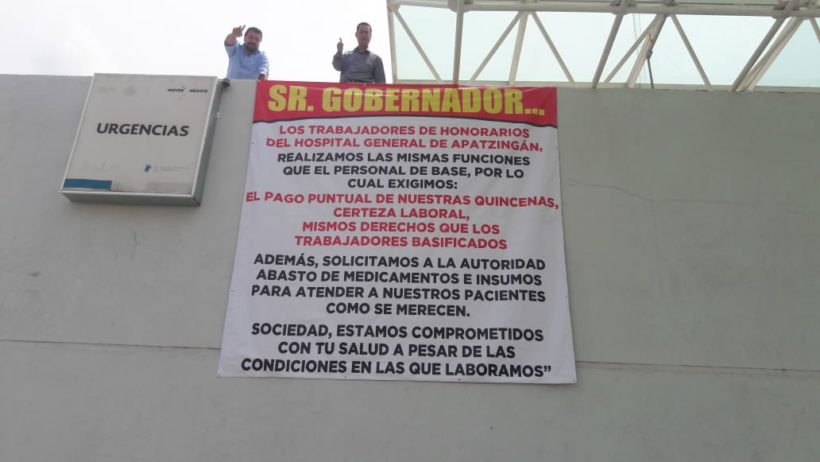 SR. GOBERNADOR...
MOVER MÉXICO
URGENCIAS
LOS TRABAJADORES DE HONORARIOS
DEL HOSPITAL GENERAL DE APATZINGÁN,
REALIZAMOS LAS MISMAS FUNCIONES
QUE EL PERSONAL DE BASE, POR LO
CUAL EXIGIMOS:
EL PAGO PUNTUAL DE NUESTRAS QUINCENAS,
CERTEZA LABORAL,
MISMOS DERECHOS QUE LOS
TRABAJADORES BASIFICADOS
ADEMÁS, SOLICITAMOS A LA AUTORIDAD
ABASTO DE MEDICAMENTOS E INSUMOS
PARA ATENDER A NUESTROS PACIENTES
COMO SE MERECEN.
SOCIEDAD, ESTAMOS COMPROMETIDOS
CON TU SALUD A PESAR DE LAS
CONDICIONES EN LAS QUE LABORAMOS”